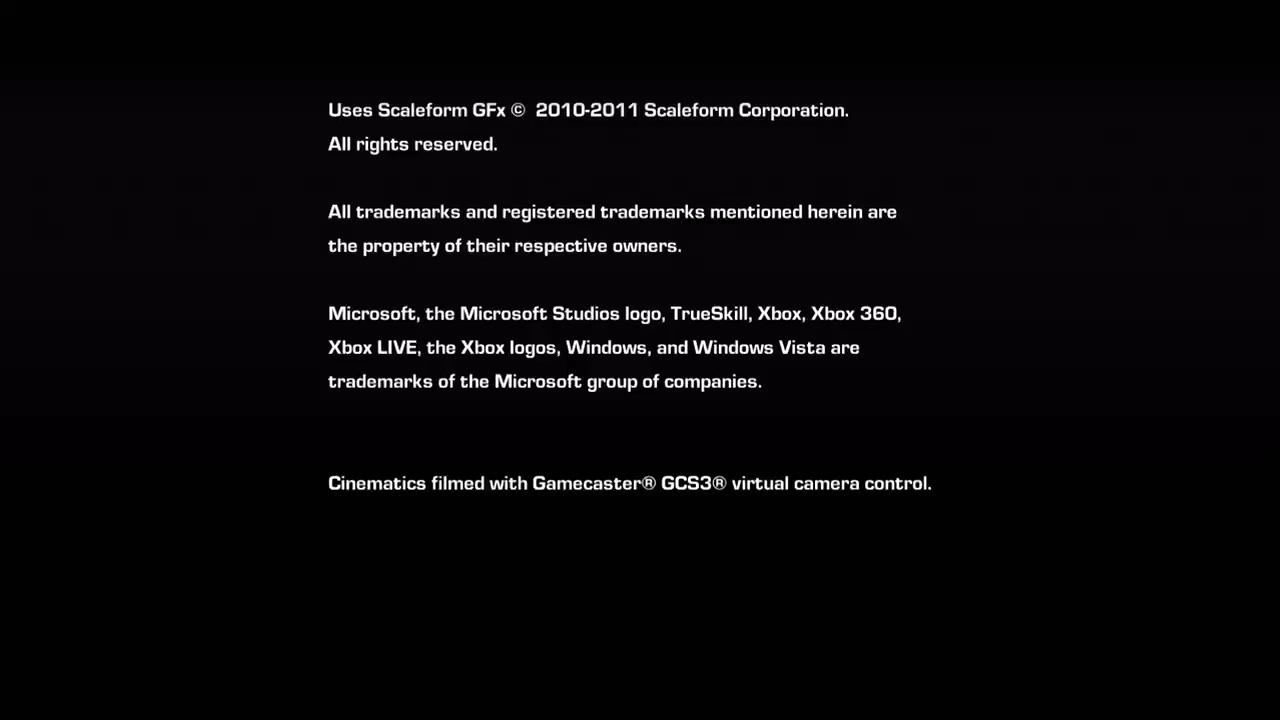 Uses Scaleform GFx ©  2010-2011 Scaleform Corporation.
All rights reserved.
All trademarks and registered trademarks mentioned herein are
the property of their respective owners.
Microsoft, the Microsoft Studios logo, TrueSkill, Xbox, Xbox 360,
Xbox LIVE, the Xbox logos, Windows, and Windows Vista are
trademarks of the Microsoft group of companies.
Cinematics filmed with Gamecaster® GCS3® virtual camera control.